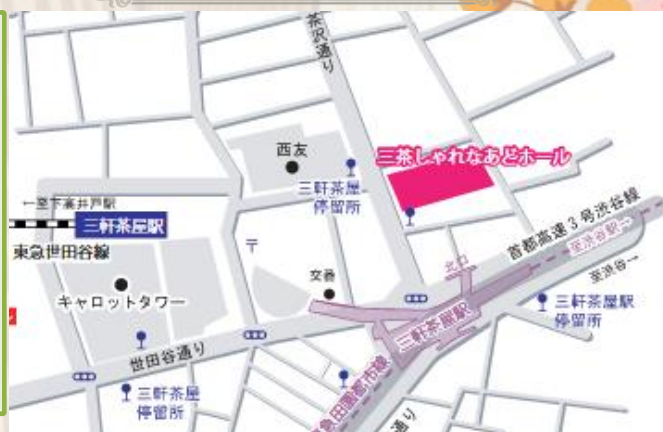 茶沢通り
西友
三茶しゃれなあどホール
三軒茶屋
停留所
←至下高井戸駅
三軒茶屋駅
東急世田谷線
〒
首都高速3号渋谷線
至渋谷駅→
至渋谷→
北口
交番
キャロットタワー
三軒茶屋駅
三軒茶屋駅
停留所
世田谷通り
三軒茶屋
停留所
急田園都市線
通り